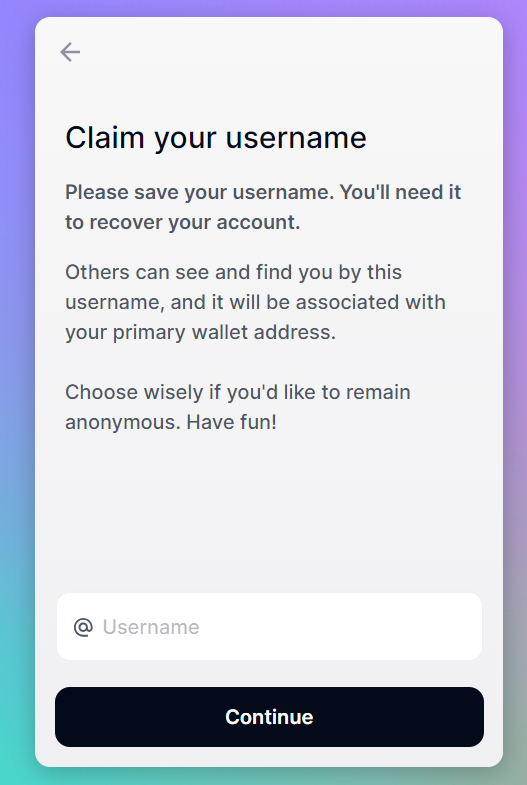 Claim your username
Please save your username. You'll need it
to recover your account.
Others can see and find you by this
username, and it will be associated with
your primary wallet address.
Choose wisely if you'd like to remain
anonymous. Have fun!
@ Username
Continue